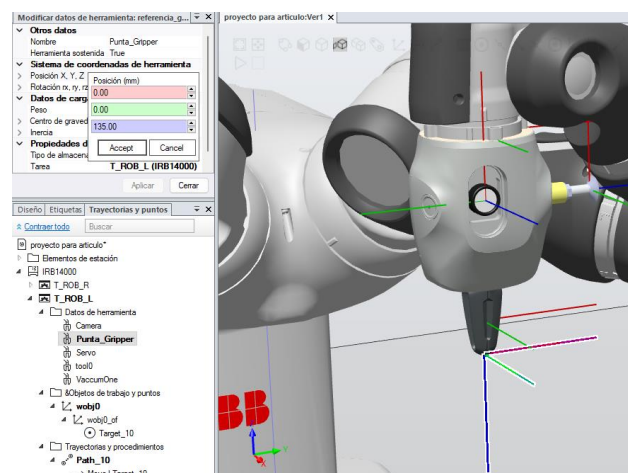 Modificar datos de herramienta: referencia_g...
Otros datos
Nombre Punta_Gripper
Herramienta sostenida True
Sistema de coordenadas de herramienta
Posición X, Y, Z
Rotación rx, ry, rz
Datos de carg
Peso
Centro de graved
Inercia
Propiedades d
Tipo de almacena
Tarea T_ROB_L (IRB14000)
Posición (mm)
0.00
0.00
135.00
Accept Cancel
Aplicar Cerrar
Diseño Etiquetas Trayectorias y puntos
Contraer todo Buscar
proyecto para articulo*
Elementos de estación
IRB14000
T_ROB_R
T_ROB_L
Datos de herramienta
Camera
Punta_Gripper
Servo
tool0
VaccumOne
&Objetos de trabajo y puntos
wobj0
wobj0_of
Target_10
Trayectorias y procedimientos
Path_10
MoveJ Target_10
proyecto para articulo:Ver1 X
BB
Y
X